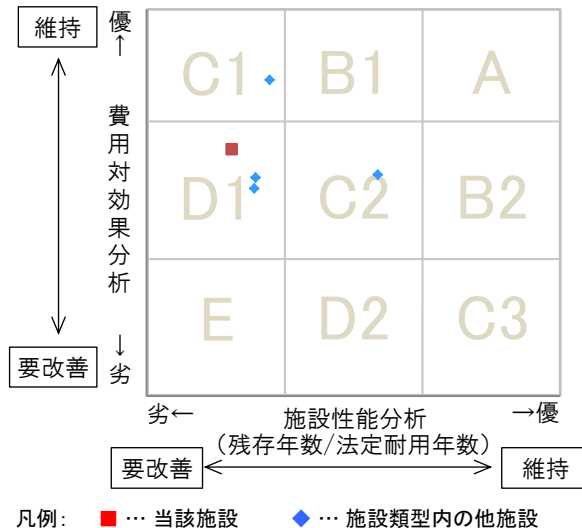 維持
優←
費用対効果分析
→劣
要改善
C1 B1 A
D1 C2 B2
E D2 C3
劣← 施設性能分析 →優
（残存年数/法定耐用年数）
要改善 維持
凡例: ■ … 当該施設 ◆ … 施設類型内の他施設